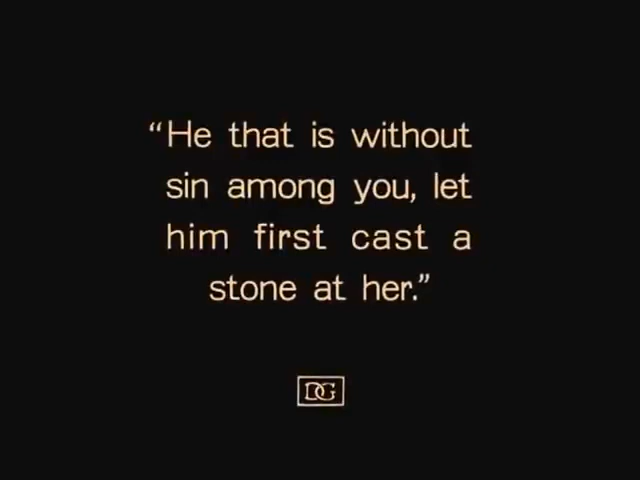 “He that is without
sin among you, let
him first cast a
stone at her.”
DG